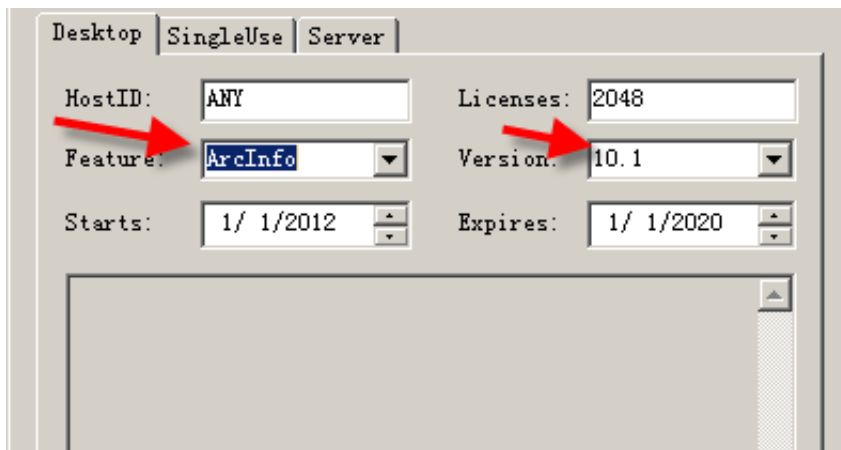 Desktop SingleUse Server
HostID: ANY Licenses: 2048
Feature: ArcInfo Version: 10.1
Starts: 1/ 1/2012 Expires: 1/ 1/2020